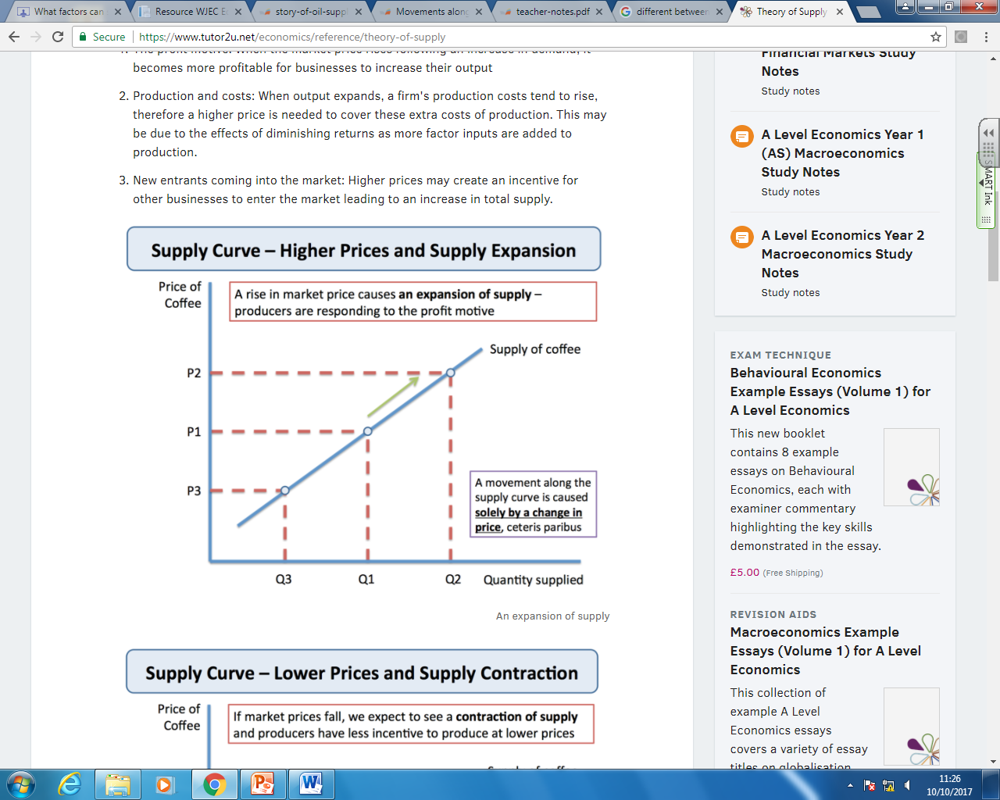 What factors can
Resource WJEC E
story-of-oil-supp
Movements along
teacher-notes.pdf
different between
Theory of Supply
Secure
https://www.tutor2u.net/economics/reference/theory-of-supply
1. The profit motive: When the market price rises following an increase in demand, it
becomes more profitable for businesses to increase their output
2. Production and costs: When output expands, a firm's production costs tend to rise,
therefore a higher price is needed to cover these extra costs of production. This may
be due to the effects of diminishing returns as more factor inputs are added to
production.
3. New entrants coming into the market: Higher prices may create an incentive for
other businesses to enter the market leading to an increase in total supply.
Supply Curve – Higher Prices and Supply Expansion
Price of
Coffee
A rise in market price causes an expansion of supply –
producers are responding to the profit motive
Supply of coffee
P2
P1
P3
A movement along the
supply curve is caused
solely by a change in
price, ceteris paribus
Q3
Q1
Q2
Quantity supplied
An expansion of supply
Supply Curve – Lower Prices and Supply Contraction
Price of
Coffee
If market prices fall, we expect to see a contraction of supply
and producers have less incentive to produce at lower prices
Supply of coffee
Financial Markets Study
Notes
Study notes
A Level Economics Year 1
(AS) Macroeconomics
Study Notes
Study notes
A Level Economics Year 2
Macroeconomics Study
Notes
Study notes
EXAM TECHNIQUE
Behavioural Economics
Example Essays (Volume 1) for
A Level Economics
This new booklet
contains 8 example
essays on Behavioural
Economics, each with
examiner commentary
highlighting the key skills
demonstrated in the essay.
£5.00 (Free Shipping)
REVISION AIDS
Macroeconomics Example
Essays (Volume 1) for A Level
Economics
This collection of
example A Level
Economics essays
covers a variety of essay
titles on globalisation
SMART Ink
11:26
10/10/2017